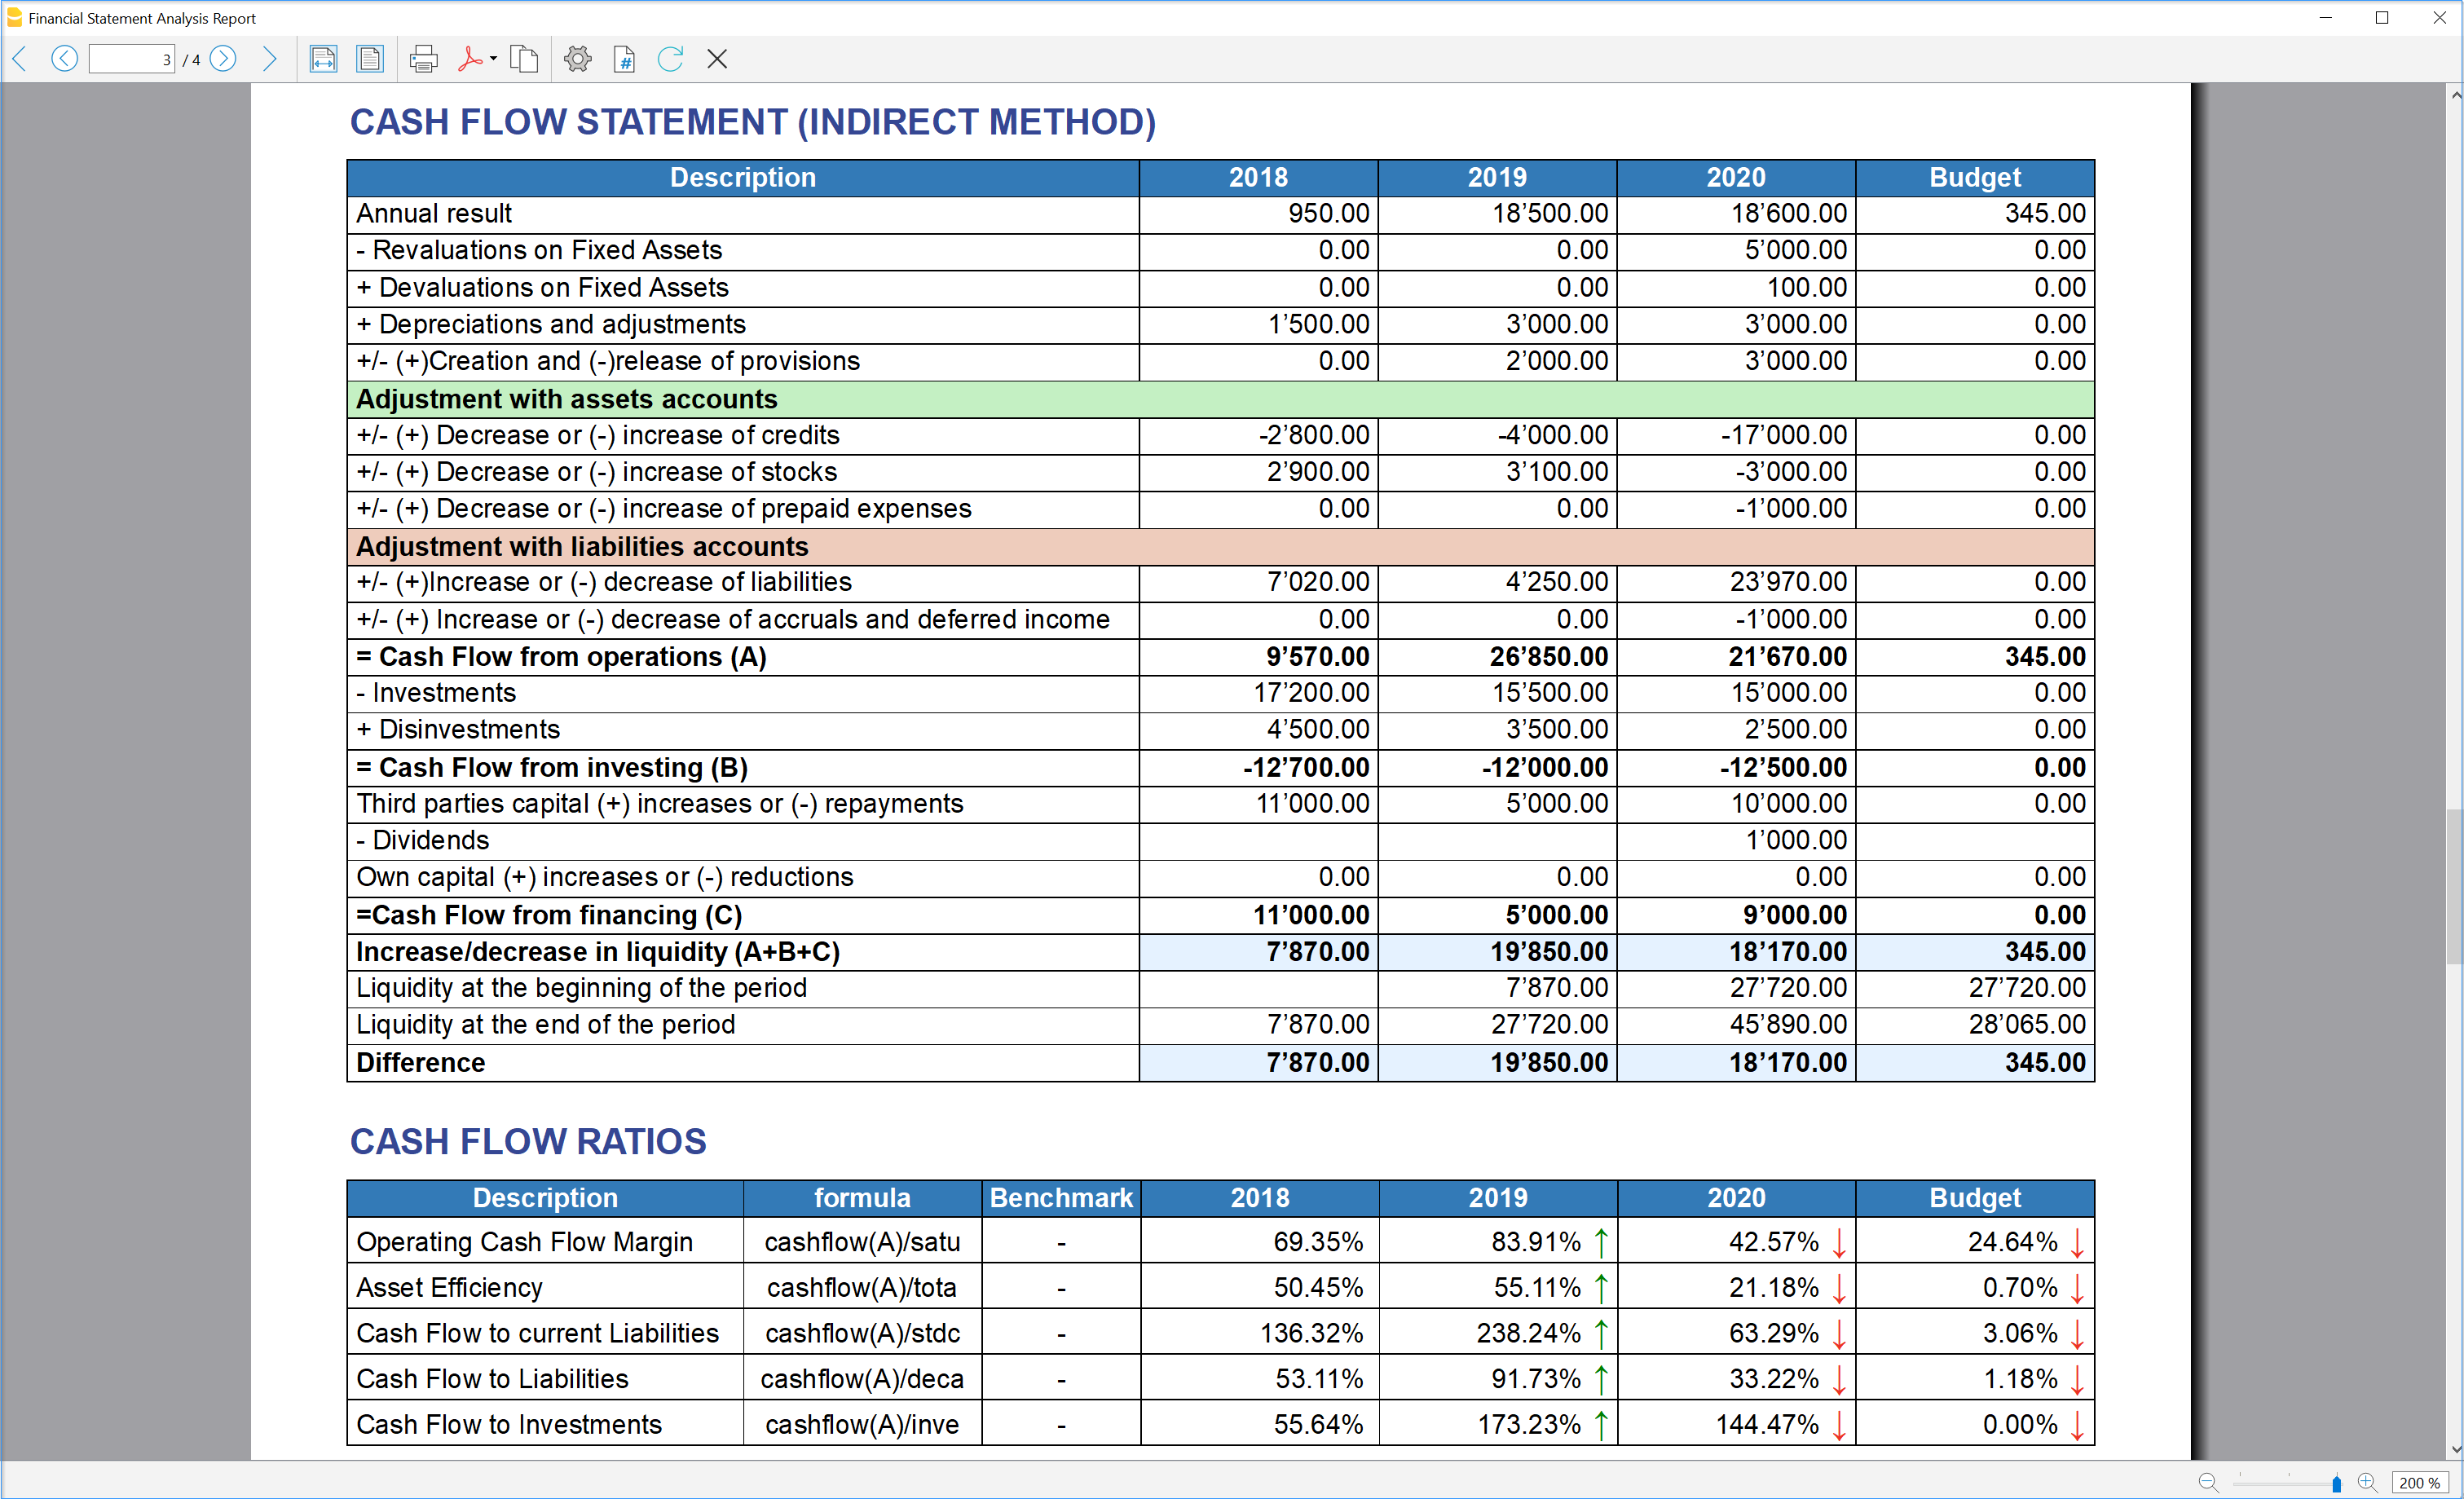 Financial Statement Analysis Report
3 / 4
CASH FLOW STATEMENT (INDIRECT METHOD)
Description 2018 2019 2020 Budget
Annual result 950.00 18’500.00 18’600.00 345.00
- Revaluations on Fixed Assets 0.00 0.00 5’000.00 0.00
+ Devaluations on Fixed Assets 0.00 0.00 100.00 0.00
+ Depreciations and adjustments 1’500.00 3’000.00 3’000.00 0.00
+/- (+)Creation and (-)release of provisions 0.00 2’000.00 3’000.00 0.00
Adjustment with assets accounts
+/- (+) Decrease or (-) increase of credits -2’800.00 -4’000.00 -17’000.00 0.00
+/- (+) Decrease or (-) increase of stocks 2’900.00 3’100.00 -3’000.00 0.00
+/- (+) Decrease or (-) increase of prepaid expenses 0.00 0.00 -1’000.00 0.00
Adjustment with liabilities accounts
+/- (+)Increase or (-) decrease of liabilities 7’020.00 4’250.00 23’970.00 0.00
+/- (+) Increase or (-) decrease of accruals and deferred income 0.00 0.00 -1’000.00 0.00
= Cash Flow from operations (A) 9’570.00 26’850.00 21’670.00 345.00
- Investments 17’200.00 15’500.00 15’000.00 0.00
+ Disinvestments 4’500.00 3’500.00 2’500.00 0.00
= Cash Flow from investing (B) -12’700.00 -12’000.00 -12’500.00 0.00
Third parties capital (+) increases or (-) repayments 11’000.00 5’000.00 10’000.00 0.00
- Dividends 1’000.00
Own capital (+) increases or (-) reductions 0.00 0.00 0.00 0.00
=Cash Flow from financing (C) 11’000.00 5’000.00 9’000.00 0.00
Increase/decrease in liquidity (A+B+C) 7’870.00 19’850.00 18’170.00 345.00
Liquidity at the beginning of the period 7’870.00 27’720.00 27’720.00
Liquidity at the end of the period 7’870.00 27’720.00 45’890.00 28’065.00
Difference 7’870.00 19’850.00 18’170.00 345.00
CASH FLOW RATIOS
Description formula Benchmark 2018 2019 2020 Budget
Operating Cash Flow Margin cashflow(A)/satu - 69.35% 83.91% ↑ 42.57% ↓ 24.64% ↓
Asset Efficiency cashflow(A)/tota - 50.45% 55.11% ↑ 21.18% ↓ 0.70% ↓
Cash Flow to current Liabilities cashflow(A)/stdc - 136.32% 238.24% ↑ 63.29% ↓ 3.06% ↓
Cash Flow to Liabilities cashflow(A)/deca - 53.11% 91.73% ↑ 33.22% ↓ 1.18% ↓
Cash Flow to Investments cashflow(A)/inve - 55.64% 173.23% ↑ 144.47% ↓ 0.00% ↓
200 %